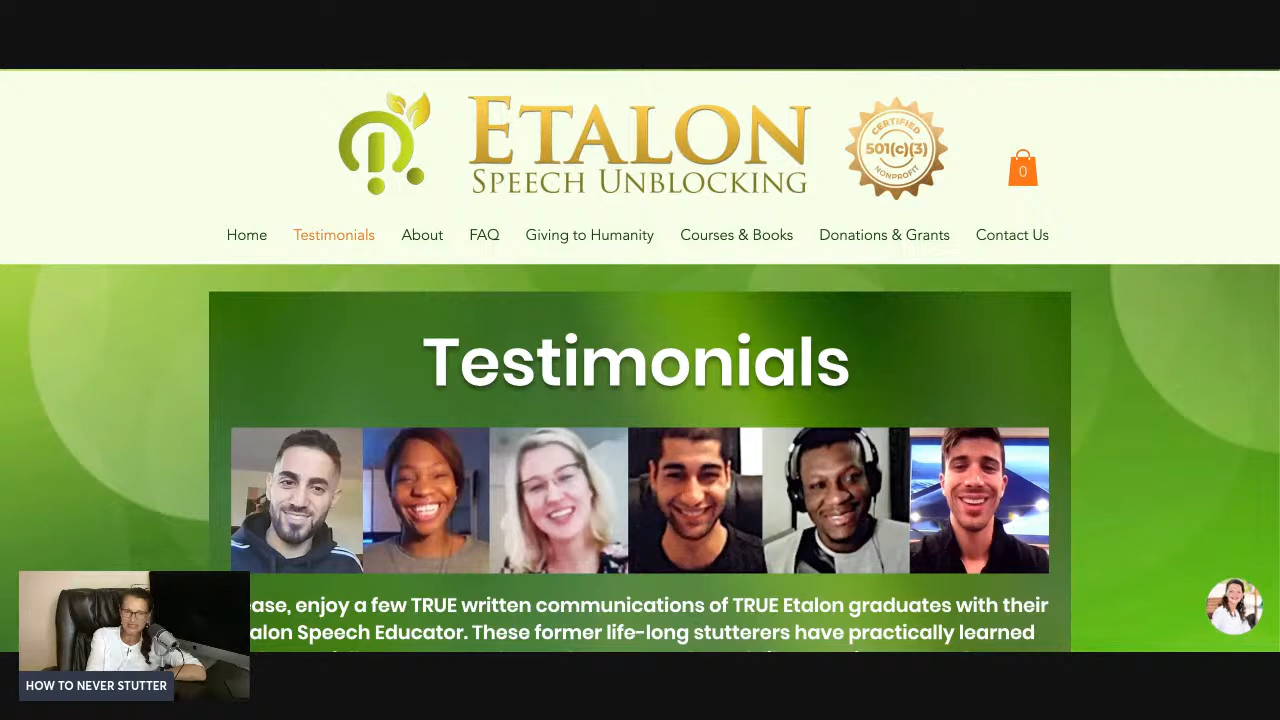 ETALON
SPEECH UNBLOCKING
CERTIFIED
501(c)(3)
NONPROFIT
0
Home Testimonials About FAQ Giving to Humanity Courses & Books Donations & Grants Contact Us
Testimonials
ease, enjoy a few TRUE written communications of TRUE Etalon graduates with their
alon Speech Educator. These former life-long stutterers have practically learned
HOW TO NEVER STUTTER